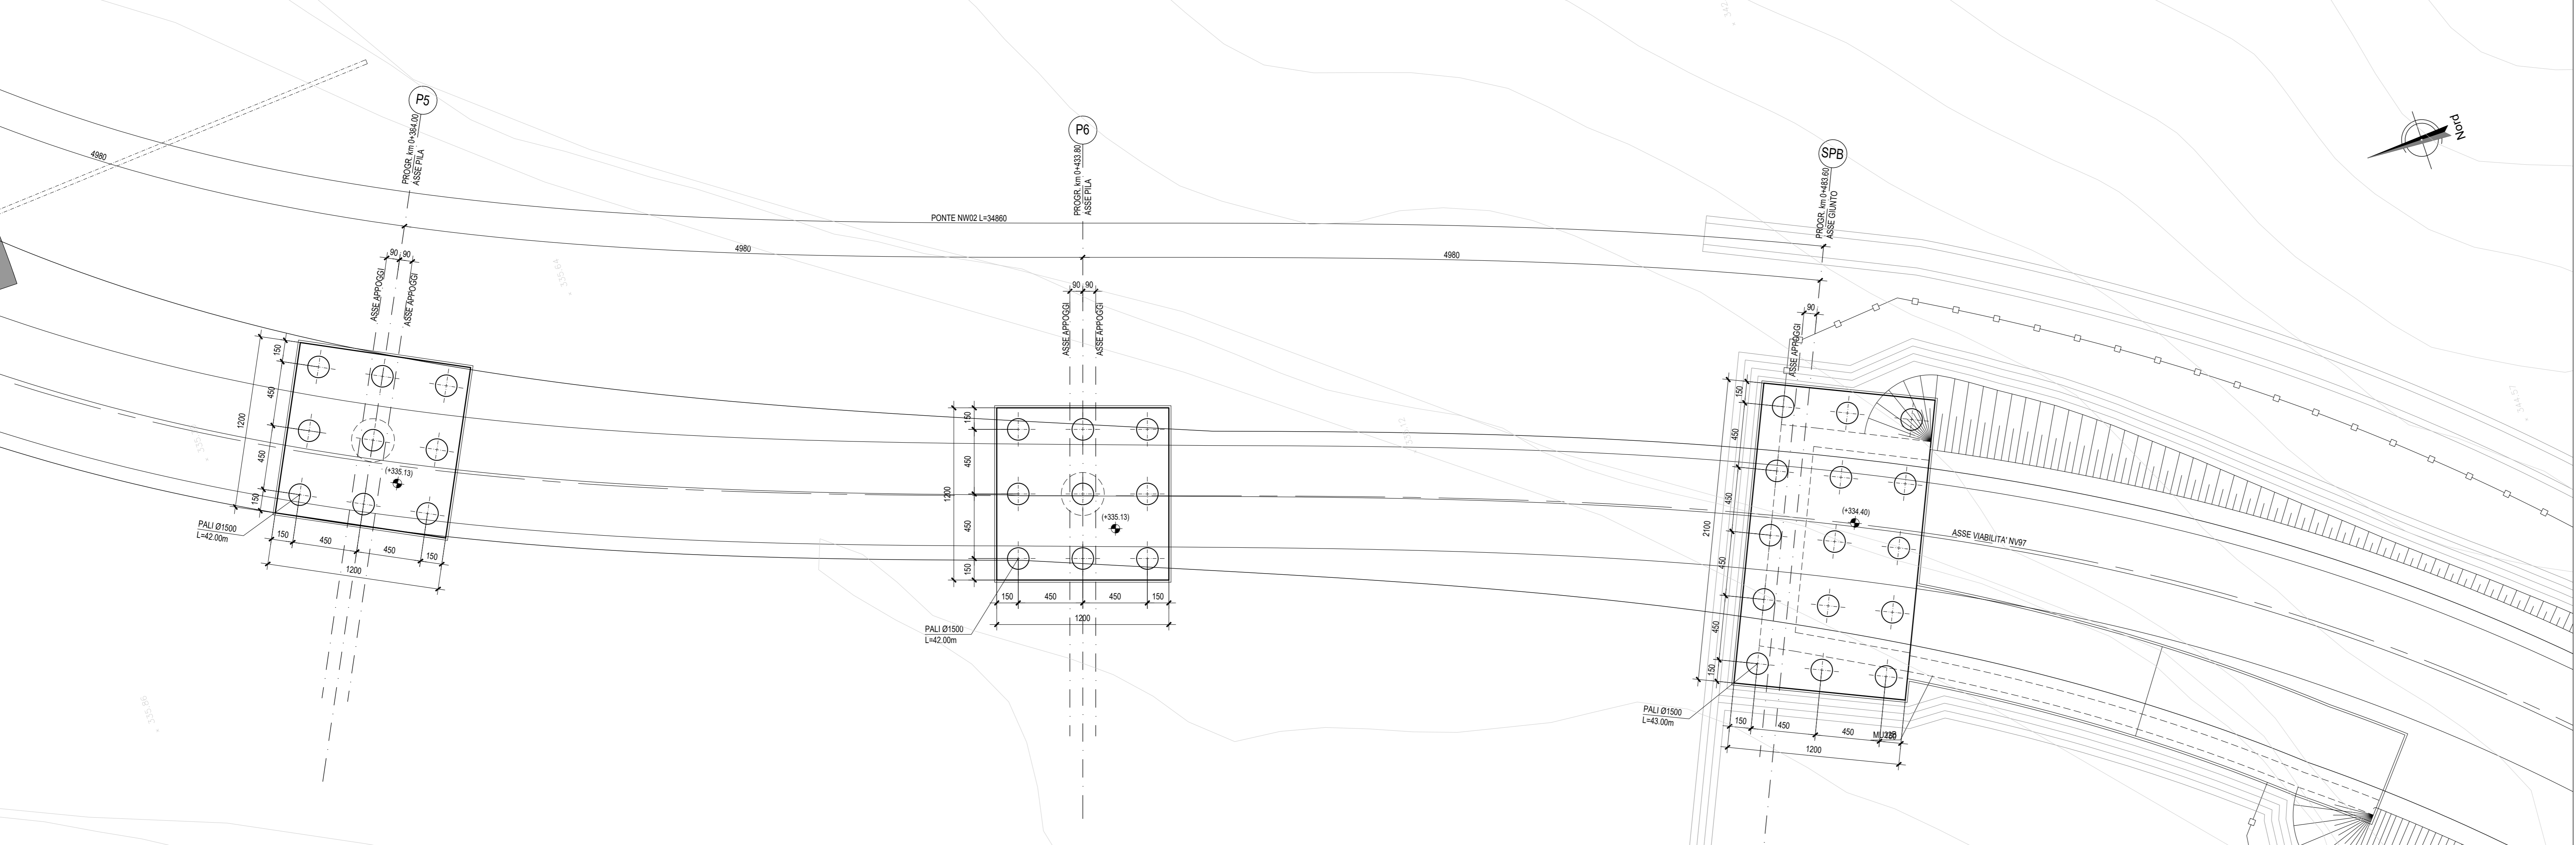 P5
PROGR. km 0+364.00
ASSE PILA
4980
90
90
ASSE APPOGGI
ASSE APPOGGI
150
450
1200
450
150
(+335.13)
PALI Ø1500
L=42.00m
150
450
450
150
1200
335.64
335.86
P6
PROGR. km 0+433.80
ASSE PILA
PONTE NW02 L=34860
4980
90
90
ASSE APPOGGI
ASSE APPOGGI
150
450
1200
450
150
(+335.13)
PALI Ø1500
L=42.00m
150
450
450
150
1200
SPB
PROGR. km 0+483.60
ASSE GIUNTO
4980
90
ASSE APPOGGI
150
450
450
2100
450
450
150
(+334.40)
PALI Ø1500
L=43.00m
150
450
450
1200
ASSE VIABILITA' NV97
Nord